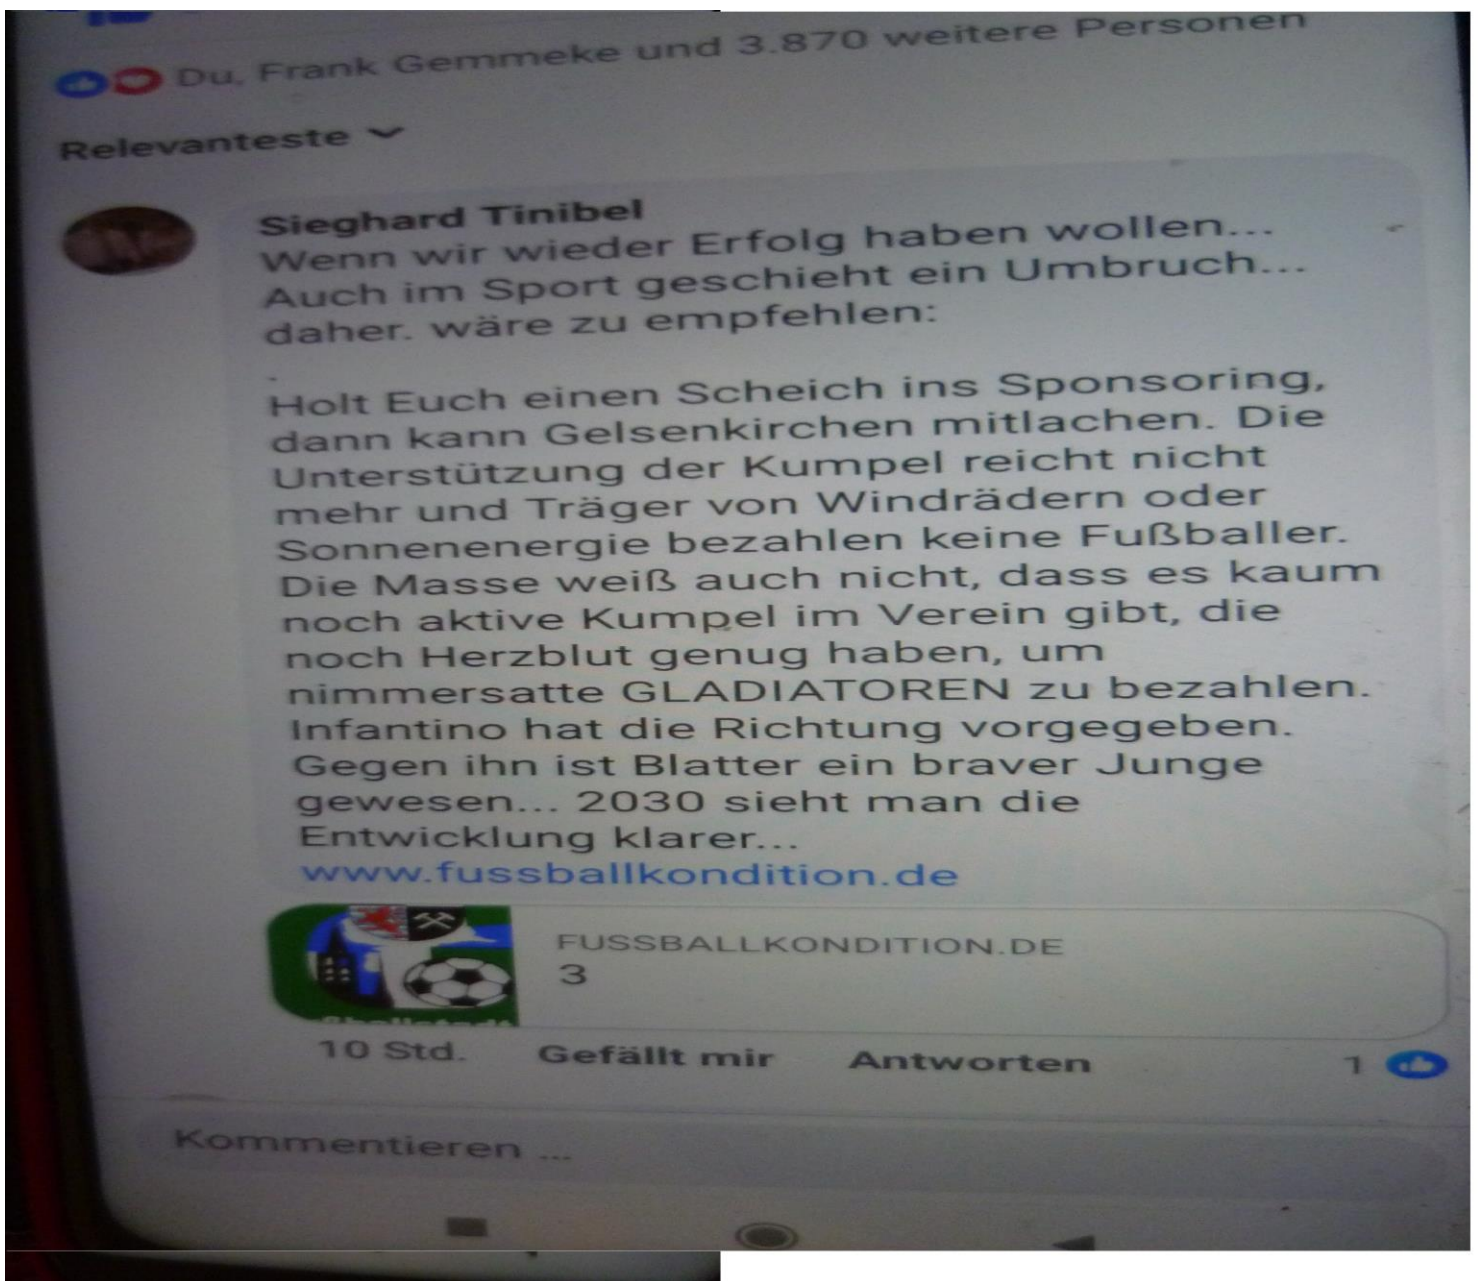 Du, Frank Gemmeke und 3.870 weitere Personen
Relevanteste
Sieghard Tinibel
Wenn wir wieder Erfolg haben wollen...
Auch im Sport geschieht ein Umbruch...
daher. wäre zu empfehlen:
.
Holt Euch einen Scheich ins Sponsoring,
dann kann Gelsenkirchen mitlachen. Die
Unterstützung der Kumpel reicht nicht
mehr und Träger von Windrädern oder
Sonnenenergie bezahlen keine Fußballer.
Die Masse weiß auch nicht, dass es kaum
noch aktive Kumpel im Verein gibt, die
noch Herzblut genug haben, um
nimmersatte GLADIATOREN zu bezahlen.
Infantino hat die Richtung vorgegeben.
Gegen ihn ist Blatter ein braver Junge
gewesen... 2030 sieht man die
Entwicklung klarer...
www.fussballkondition.de
FUSSBALLKONDITION.DE
3
10 Std. Gefällt mir Antworten 1
Kommentieren ...